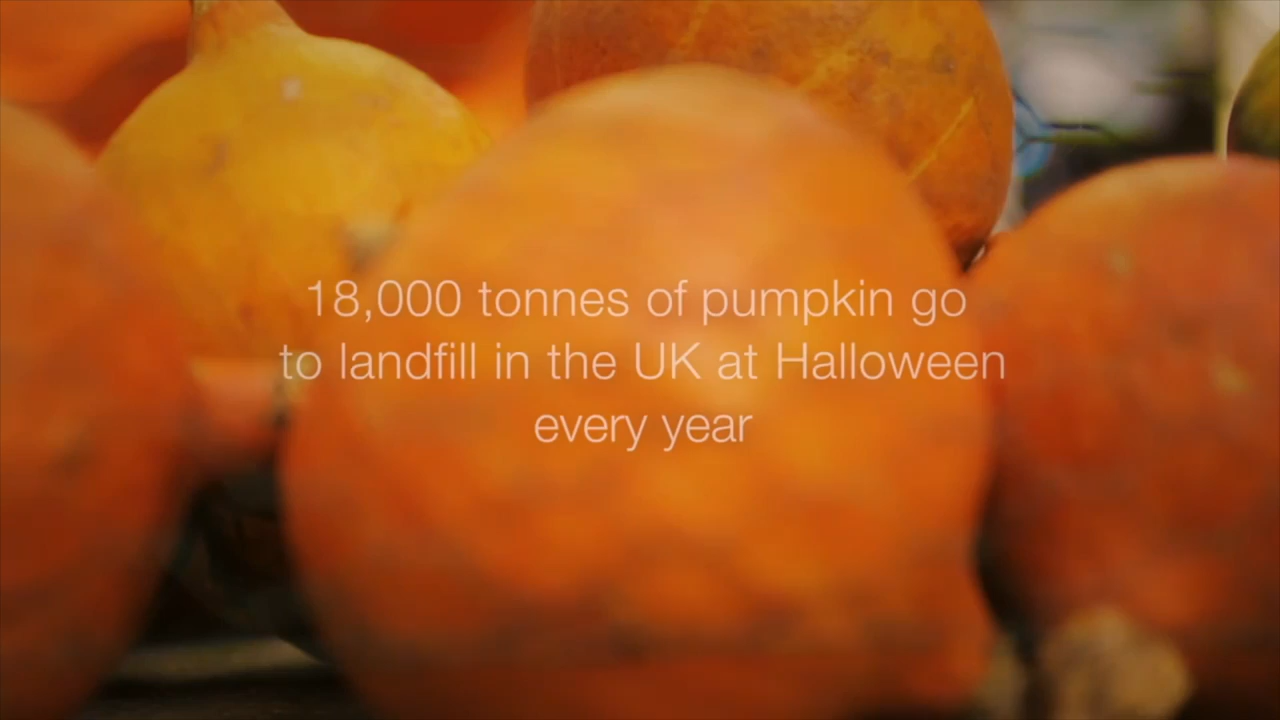 18,000 tonnes of pumpkin go
to landfill in the UK at Halloween
every year